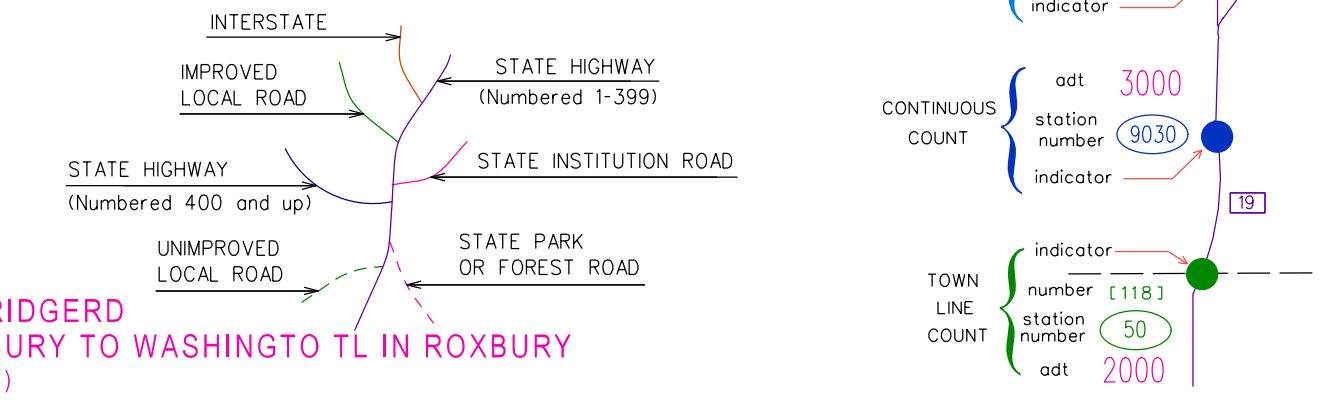 INTERSTATE
IMPROVED
LOCAL ROAD
STATE HIGHWAY
(Numbered 1-399)
STATE HIGHWAY
(Numbered 400 and up)
STATE INSTITUTION ROAD
UNIMPROVED
LOCAL ROAD
STATE PARK
OR FOREST ROAD
RIDGERD
BURY TO WASHINGTO TL IN ROXBURY
)
indicator
CONTINUOUS
COUNT
adt 3000
station
number 9030
indicator
19
TOWN
LINE
COUNT
indicator
number [118]
station
number 50
adt 2000